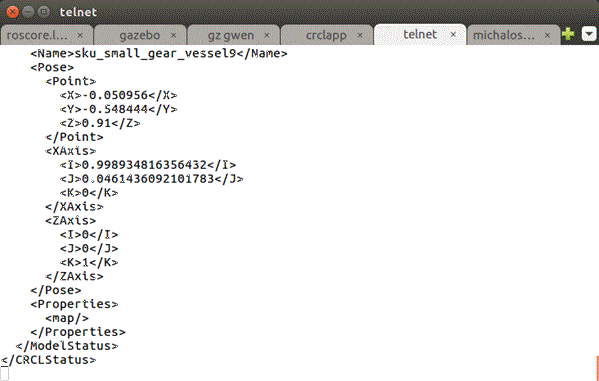 telnet
roscore.l... × gazebo × gz gwen × crclapp × telnet × michalos... ×
<Name>sku_small_gear_vessel9</Name>
<Pose>
<Point>
<X>-0.050956</X>
<Y>-0.548444</Y>
<Z>0.91</Z>
</Point>
<XAxis>
<I>0.998934816356432</I>
<J>0.0461436092101783</J>
<K>0</K>
</XAxis>
<ZAxis>
<I>0</I>
<J>0</J>
<K>1</K>
</ZAxis>
</Pose>
<Properties>
<map/>
</Properties>
</ModelStatus>
</CRCLStatus>